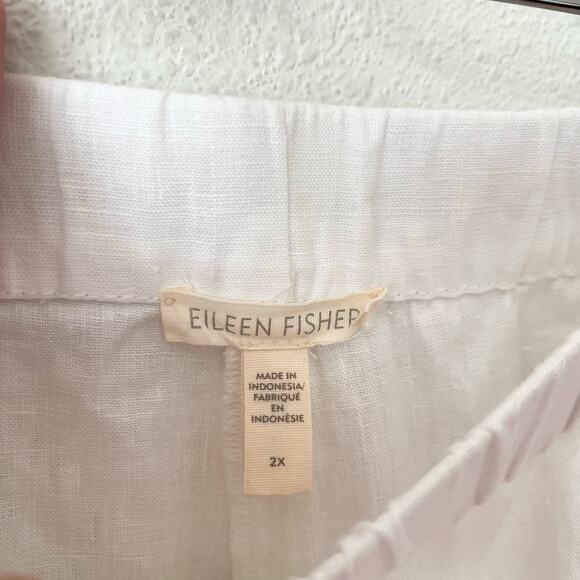 EILEEN FISHER
MADE IN
INDONESIA/
FABRIQUÉ
EN
INDONÉSIE
2X